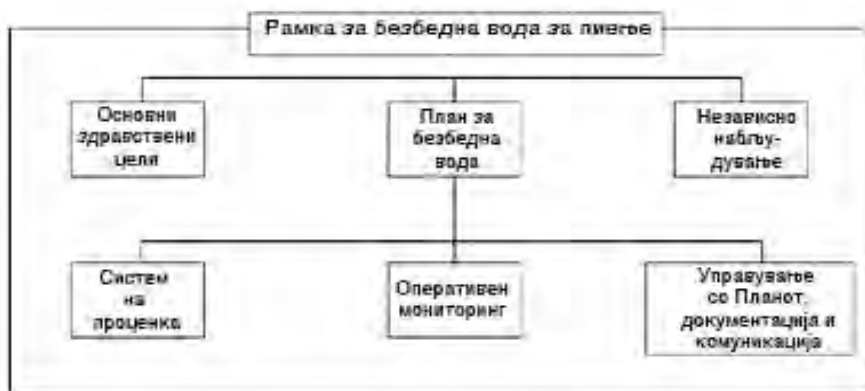 Рамка за безбедна вода за пиење
Основни
здравствени
цели
План за
безбедна
вода
Независно
набљу-
дување
Систем
на
проценка
Оперативен
мониторинг
Управување
со Планот,
документација и
комуникација